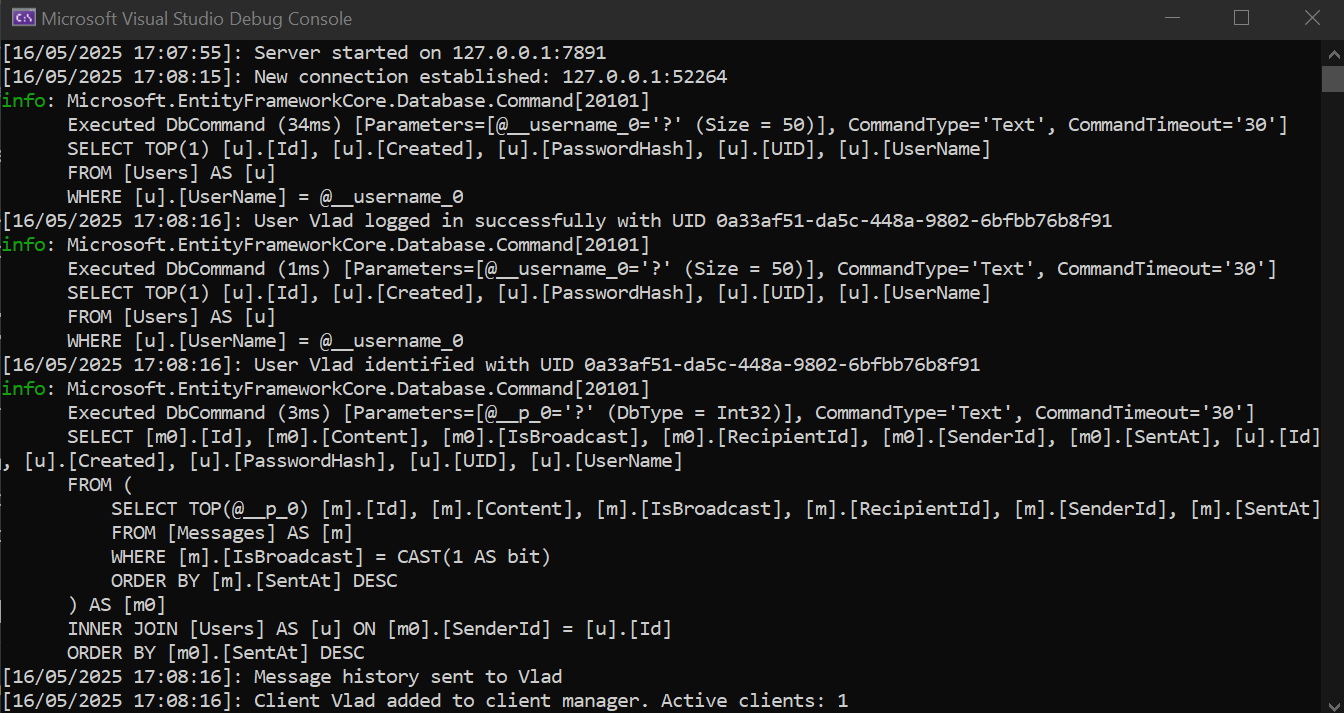 Microsoft Visual Studio Debug Console
[16/05/2025 17:07:55]: Server started on 127.0.0.1:7891
[16/05/2025 17:08:15]: New connection established: 127.0.0.1:52264
info: Microsoft.EntityFrameworkCore.Database.Command[20101]
Executed DbCommand (34ms) [Parameters=[@__username_0='?' (Size = 50)], CommandType='Text', CommandTimeout='30']
SELECT TOP(1) [u].[Id], [u].[Created], [u].[PasswordHash], [u].[UID], [u].[UserName]
FROM [Users] AS [u]
WHERE [u].[UserName] = @__username_0
[16/05/2025 17:08:16]: User Vlad logged in successfully with UID 0a33af51-da5c-448a-9802-6bfbb76b8f91
info: Microsoft.EntityFrameworkCore.Database.Command[20101]
Executed DbCommand (1ms) [Parameters=[@__username_0='?' (Size = 50)], CommandType='Text', CommandTimeout='30']
SELECT TOP(1) [u].[Id], [u].[Created], [u].[PasswordHash], [u].[UID], [u].[UserName]
FROM [Users] AS [u]
WHERE [u].[UserName] = @__username_0
[16/05/2025 17:08:16]: User Vlad identified with UID 0a33af51-da5c-448a-9802-6bfbb76b8f91
info: Microsoft.EntityFrameworkCore.Database.Command[20101]
Executed DbCommand (3ms) [Parameters=[@__p_0='?' (DbType = Int32)], CommandType='Text', CommandTimeout='30']
SELECT [m0].[Id], [m0].[Content], [m0].[IsBroadcast], [m0].[RecipientId], [m0].[SenderId], [m0].[SentAt], [u].[Id]
, [u].[Created], [u].[PasswordHash], [u].[UID], [u].[UserName]
FROM (
SELECT TOP(@__p_0) [m].[Id], [m].[Content], [m].[IsBroadcast], [m].[RecipientId], [m].[SenderId], [m].[SentAt]
FROM [Messages] AS [m]
WHERE [m].[IsBroadcast] = CAST(1 AS bit)
ORDER BY [m].[SentAt] DESC
) AS [m0]
INNER JOIN [Users] AS [u] ON [m0].[SenderId] = [u].[Id]
ORDER BY [m0].[SentAt] DESC
[16/05/2025 17:08:16]: Message history sent to Vlad
[16/05/2025 17:08:16]: Client Vlad added to client manager. Active clients: 1